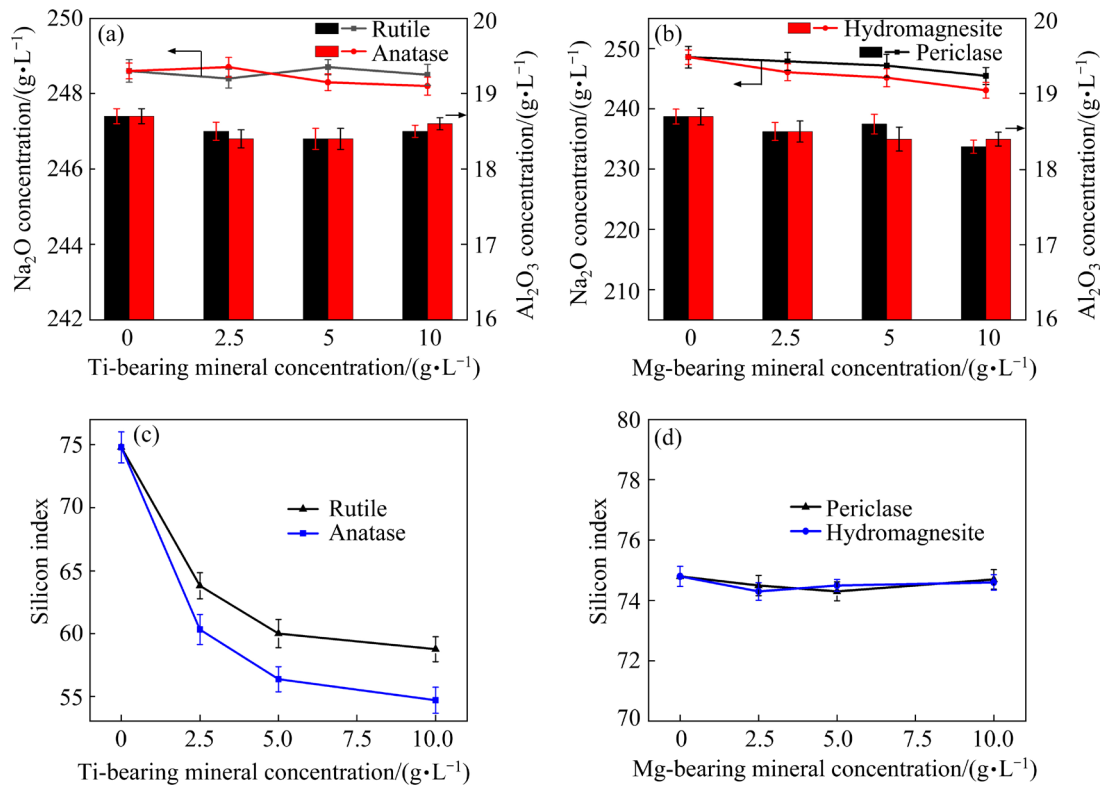 (a)
Rutile
Anatase
250
248
246
244
242
20
19
18
17
16
0 2.5 5 10
Na₂O concentration/(g•L⁻¹)
Al₂O₃ concentration/(g•L⁻¹)
Ti-bearing mineral concentration/(g•L⁻¹)
(b)
Hydromagnesite
Periclase
250
240
230
220
210
20
19
18
17
16
0 2.5 5 10
Na₂O concentration/(g•L⁻¹)
Al₂O₃ concentration/(g•L⁻¹)
Mg-bearing mineral concentration/(g•L⁻¹)
(c)
Rutile
Anatase
75
70
65
60
55
0 2.5 5.0 7.5 10.0
Silicon index
Ti-bearing mineral concentration/(g•L⁻¹)
(d)
Periclase
Hydromagnesite
80
78
76
74
72
70
0 2.5 5.0 7.5 10.0
Silicon index
Mg-bearing mineral concentration/(g•L⁻¹)